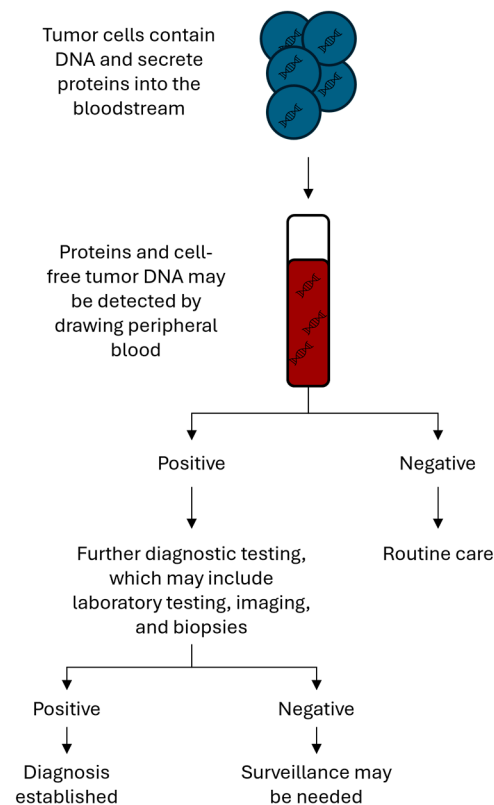 Tumor cells contain
DNA and secrete
proteins into the
bloodstream
Proteins and cell-
free tumor DNA may
be detected by
drawing peripheral
blood
Positive
Negative
Further diagnostic testing,
which may include
laboratory testing, imaging,
and biopsies
Routine care
Positive
Negative
Diagnosis
established
Surveillance may
be needed